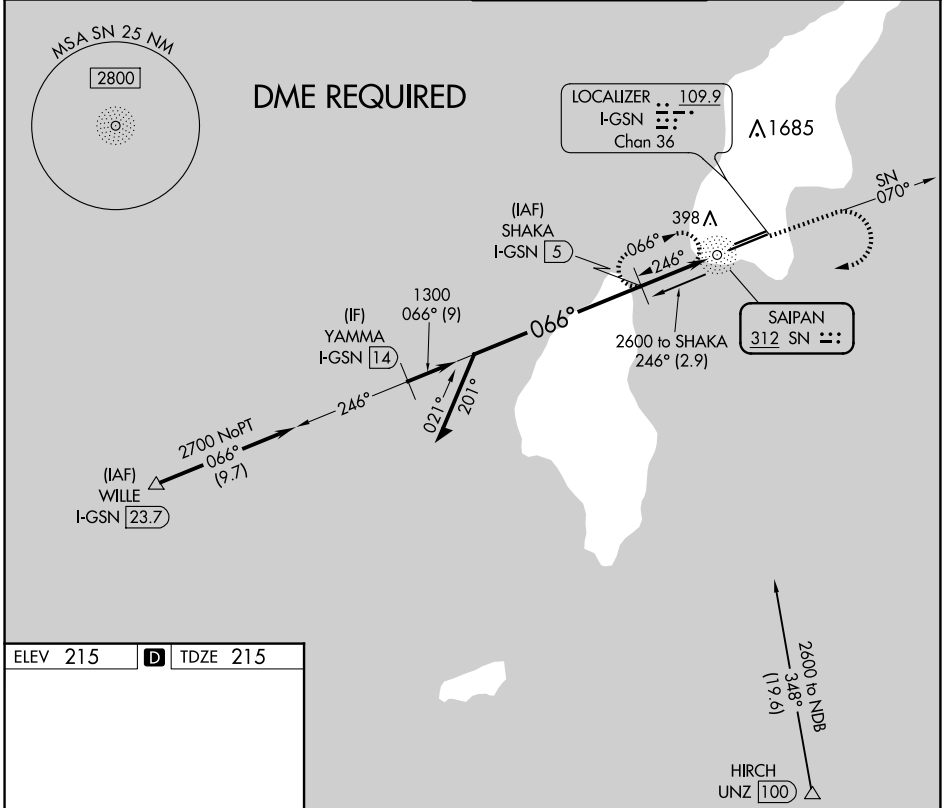 MSA SN 25 NM
2800
DME REQUIRED
LOCALIZER 109.9
I-GSN
Chan 36
1685
SN
070°
398
(IAF)
SHAKA
I-GSN 5
066°
246°
1300
066° (9)
(IF)
YAMMA
I-GSN 14
066°
2600 to SHAKA
246° (2.9)
SAIPAN
312 SN
246°
021°
201°
2700 NoPT
066°
(9.7)
(IAF)
WILLE
I-GSN 23.7
ELEV 215 D TDZE 215
2600 to NDB
348°
(19.6)
HIRCH
UNZ 100